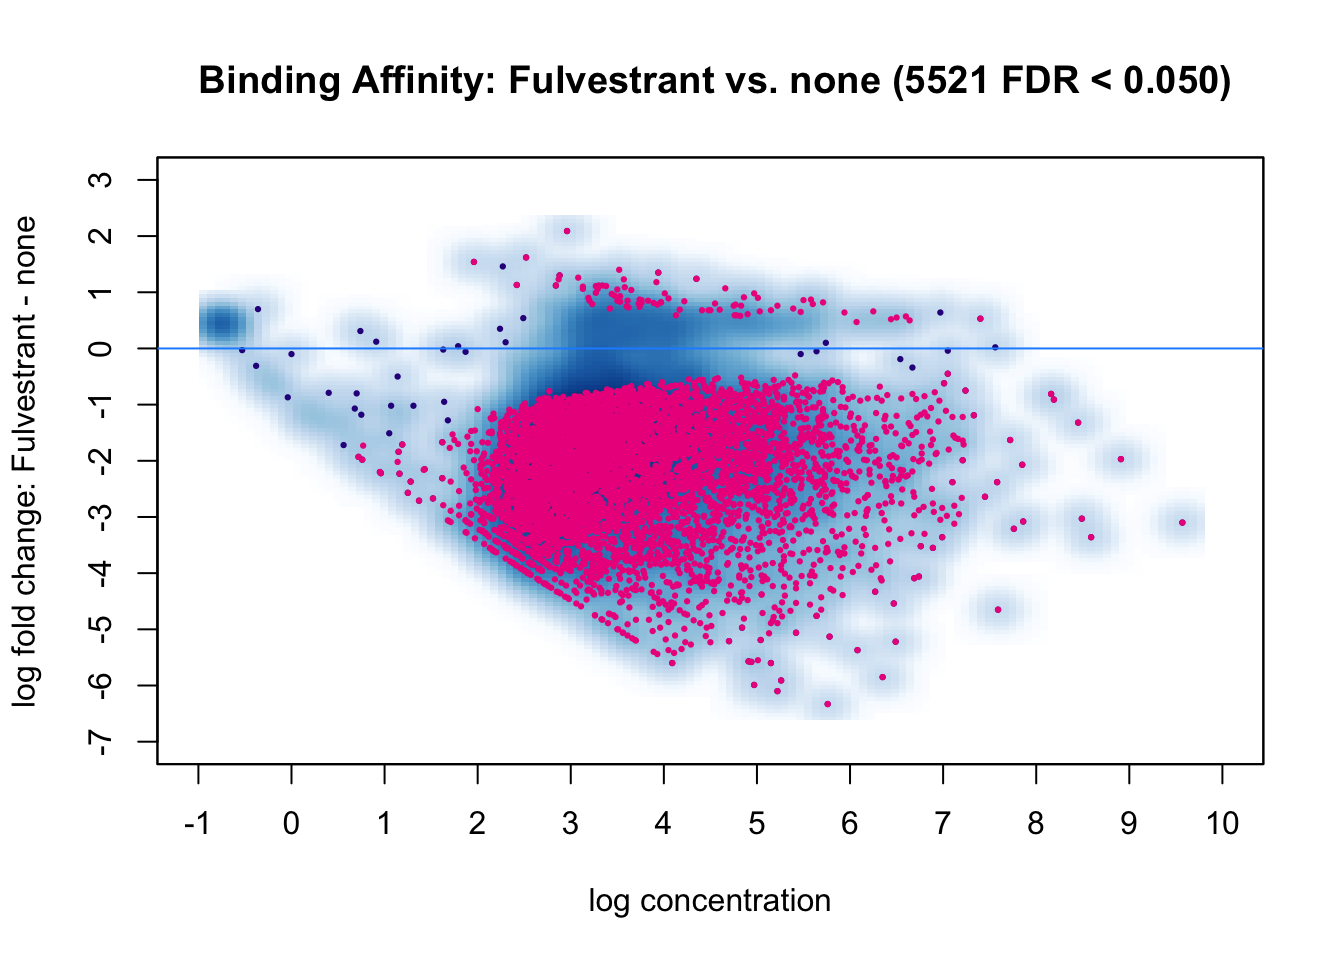 Binding Affinity: Fulvestrant vs. none (5521 FDR < 0.050)
log fold change: Fulvestrant - none
3
2
1
0
-1
-2
-3
-4
-5
-6
-7
-1 0 1 2 3 4 5 6 7 8 9 10
log concentration